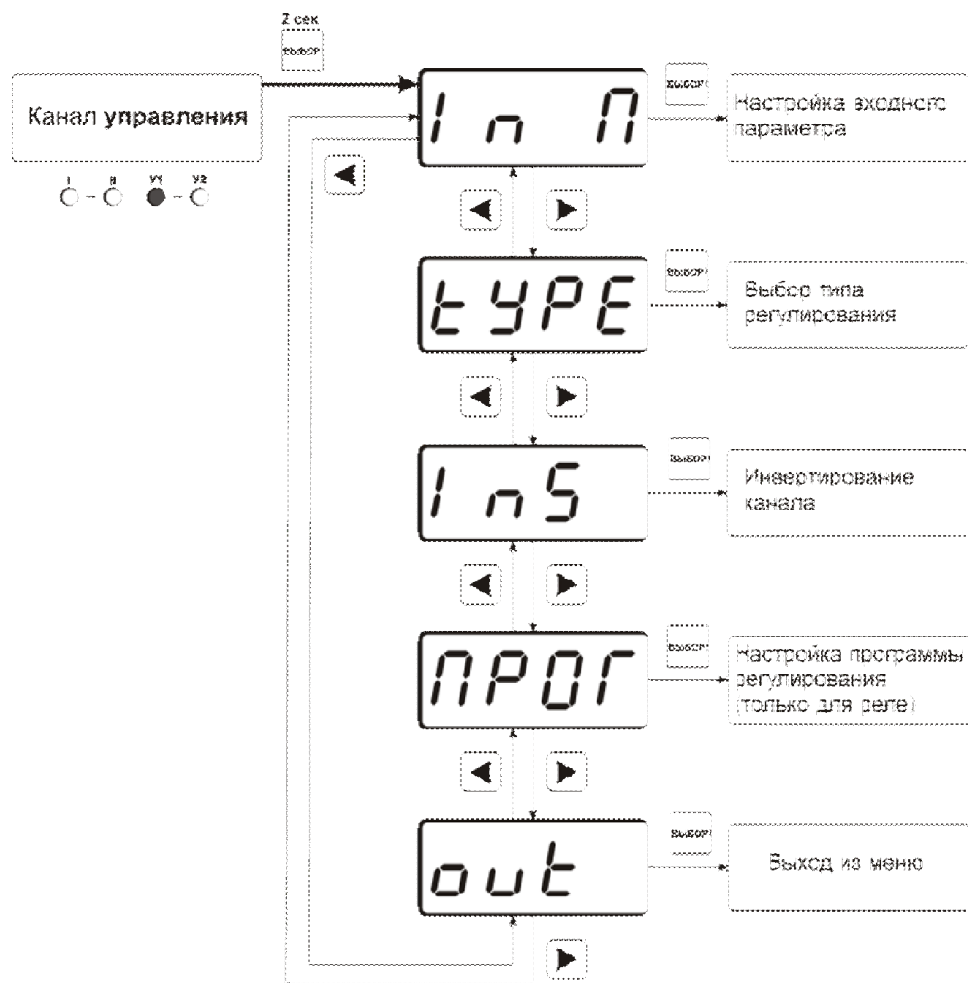 2 сек
ВЫБОР
Канал управления
I II У1 У2
In П
ВЫБОР
Настройка входного
параметра
tYPE
ВЫБОР
Выбор типа
регулирования
InS
ВЫБОР
Инвертирование
канала
ПРОГ
ВЫБОР
Настройка программы
регулирования
(только для реле)
out
ВЫБОР
Выход из меню